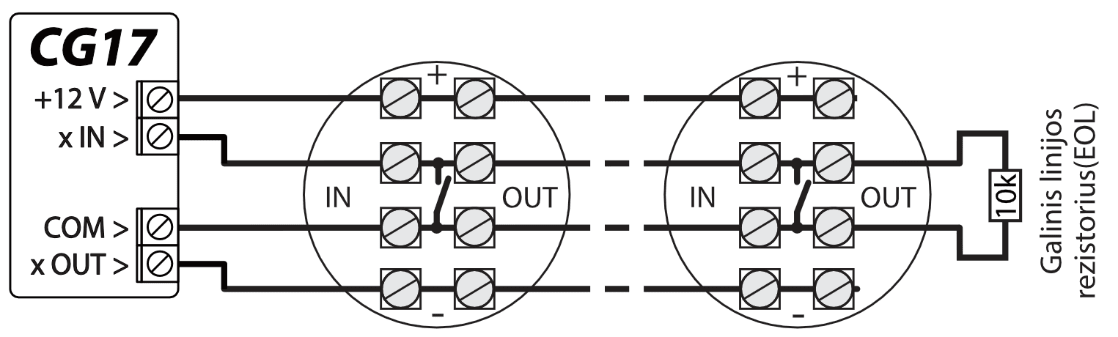 CG17
+12 V >
x IN >
COM >
x OUT >
+
IN
OUT
-
+
IN
OUT
-
10k
Galinis linijos
rezistorius(EOL)